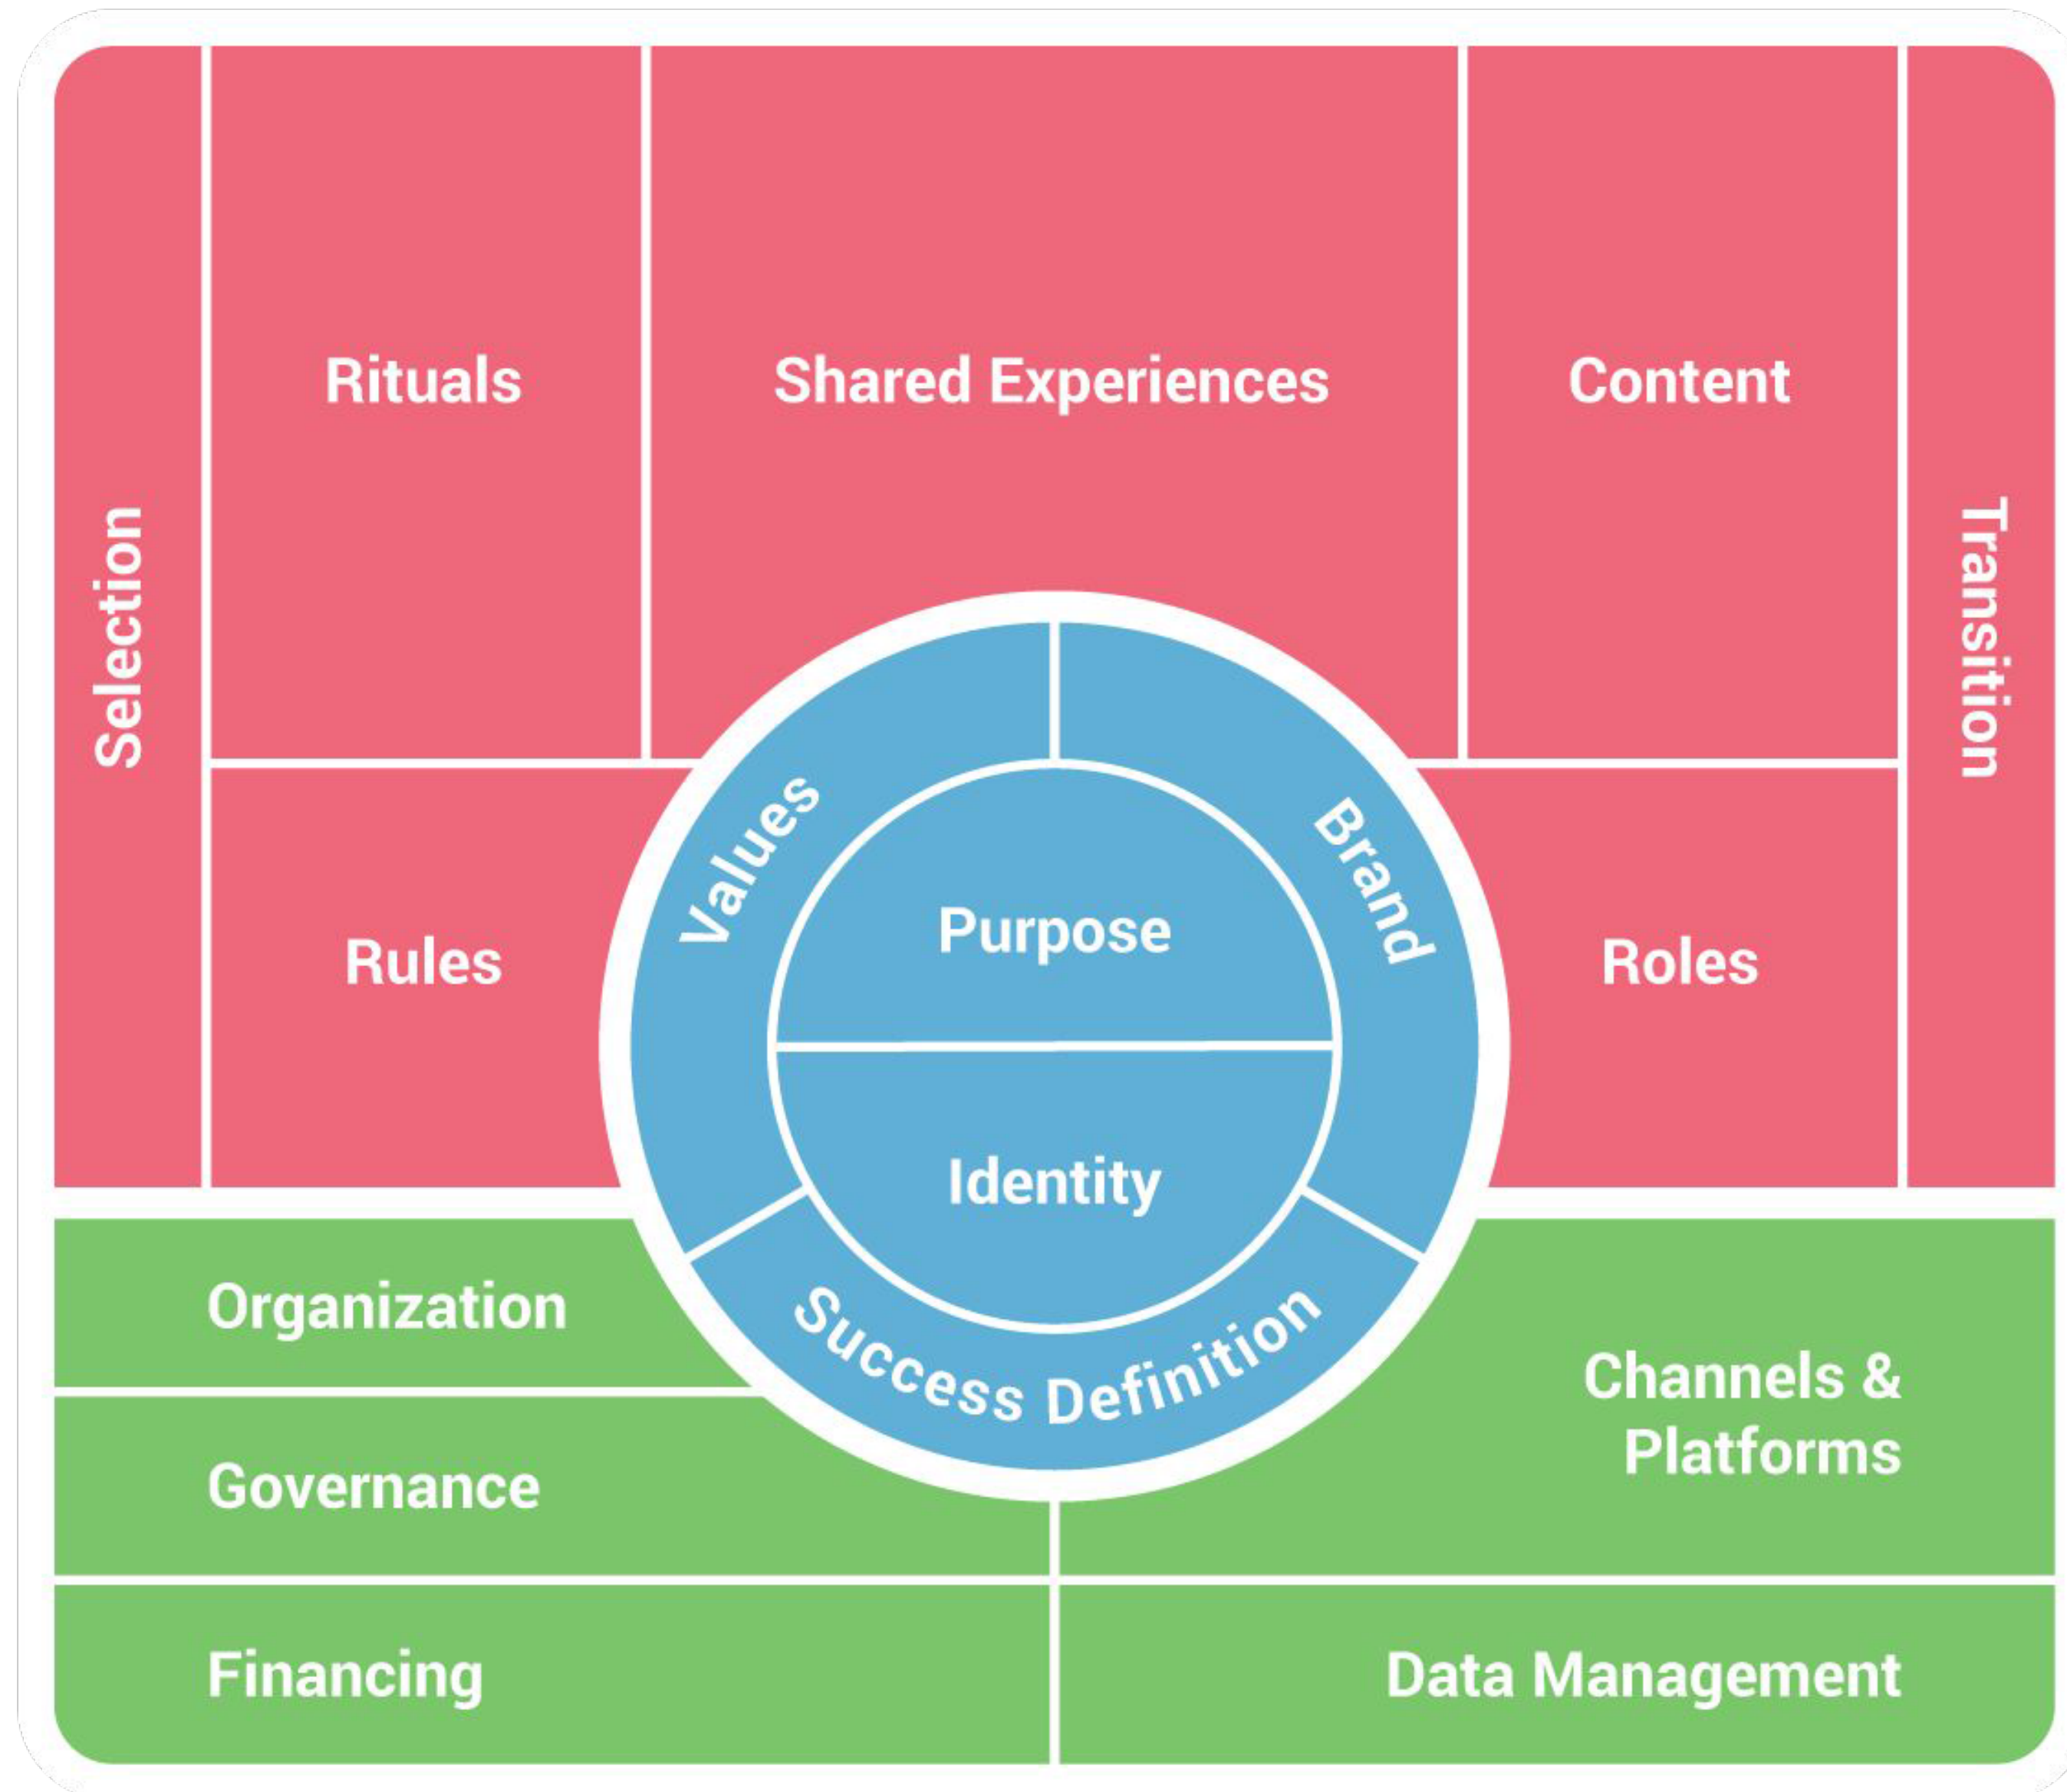 Selection
Rituals
Shared Experiences
Content
Transition
Rules
Values
Brand
Purpose
Identity
Success Definition
Roles
Organization
Governance
Financing
Channels &
Platforms
Data Management